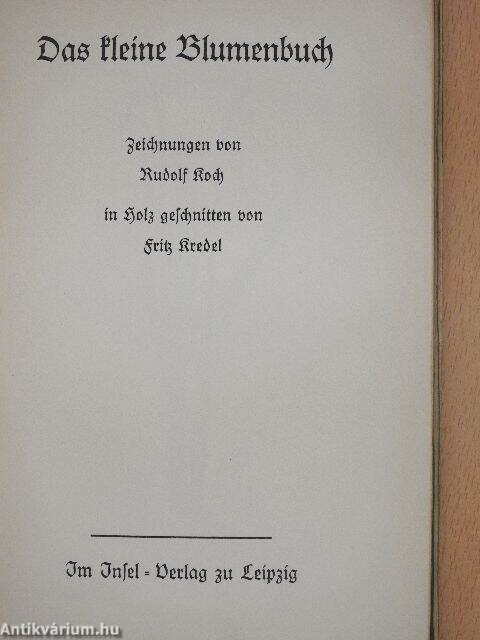 Das kleine Blumenbuch
Zeichnungen von
Rudolf Koch
in Holz geſchnitten von
Fritz Kredel
Im Inſel-Verlag zu Leipzig
Antikvárium.hu